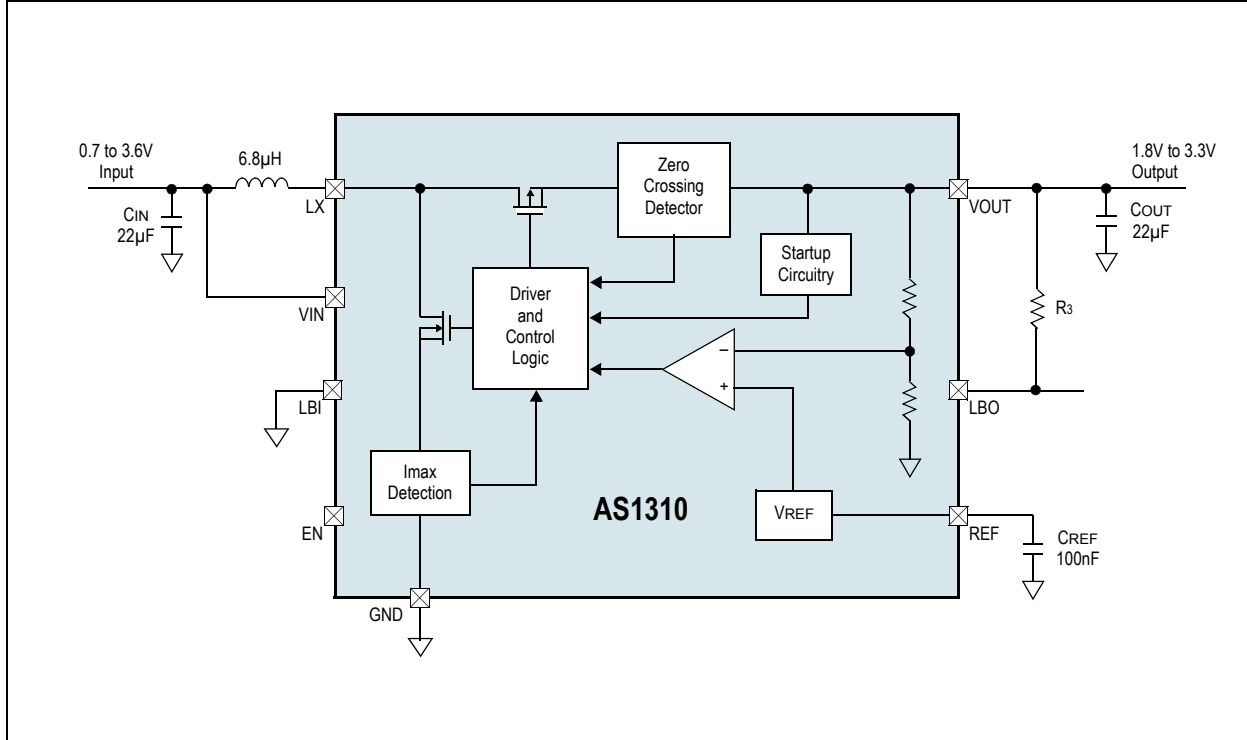 0.7 to 3.6V
Input
6.8µH
CIN
22µF
LX
VIN
LBI
EN
GND
Zero
Crossing
Detector
Startup
Circuitry
Driver
and
Control
Logic
Imax
Detection
–
+
AS1310
VREF
1.8V to 3.3V
Output
VOUT
COUT
22µF
R3
LBO
REF
CREF
100nF